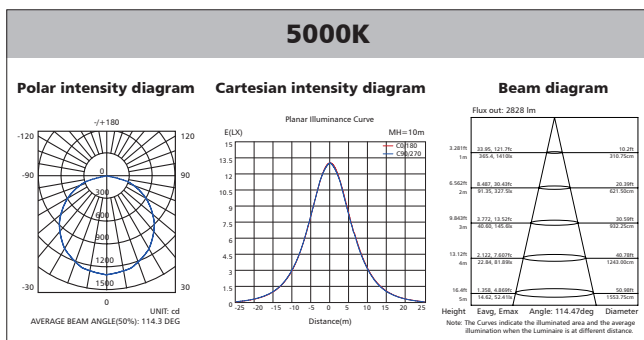 5000K
Polar intensity diagram
Cartesian intensity diagram
Beam diagram
-/+180
-120
120
-90
90
-30
30
0
0
300
600
900
1200
1500
UNIT: cd
AVERAGE BEAM ANGLE(50%): 114.3 DEG
Planar Illuminance Curve
E(LX)
MH=10m
C0/180
C90/270
15
13.5
12
10.5
9
7.5
6
4.5
3
1.5
0
-25 -20 -15 -10 -5 0 5 10 15 20 25
Distance(m)
Flux out: 2828 lm
3.281ft 33.95, 121.7fc 10.2ft
1m 365.4, 1410lx 310.75cm
6.562ft 8.487, 30.43fc 20.39ft
2m 91.35, 327.5lx 621.50cm
9.843ft 3.772, 13.52fc 30.59ft
3m 40.60, 145.6lx 932.25cm
13.12ft 2.122, 7.607fc 40.78ft
4m 22.84, 81.89lx 1243.00cm
16.4ft 1.358, 4.869fc 50.98ft
5m 14.62, 52.41lx 1553.75cm
Height Eavg, Emax Angle: 114.47deg Diameter
Note: The Curves indicate the illuminated area and the average
illumination when the Luminaire is at different distance.